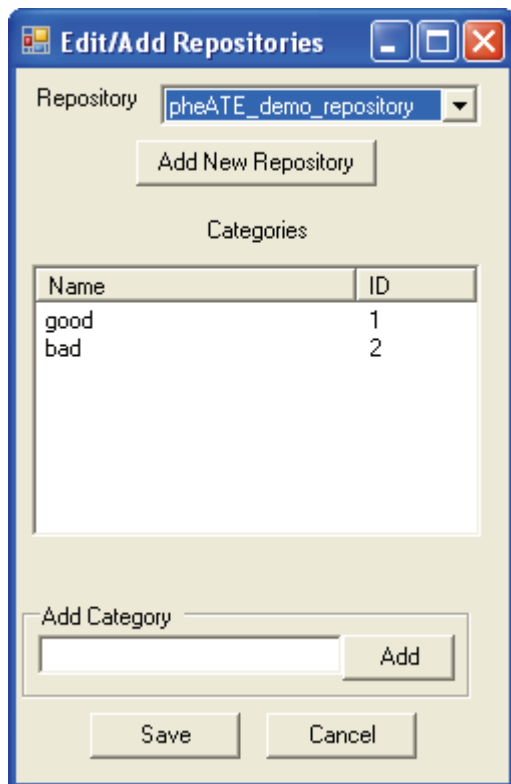 Edit/Add Repositories
Repository pheATE_demo_repository
Add New Repository
Categories
Name ID
good 1
bad 2
Add Category
Add
Save Cancel